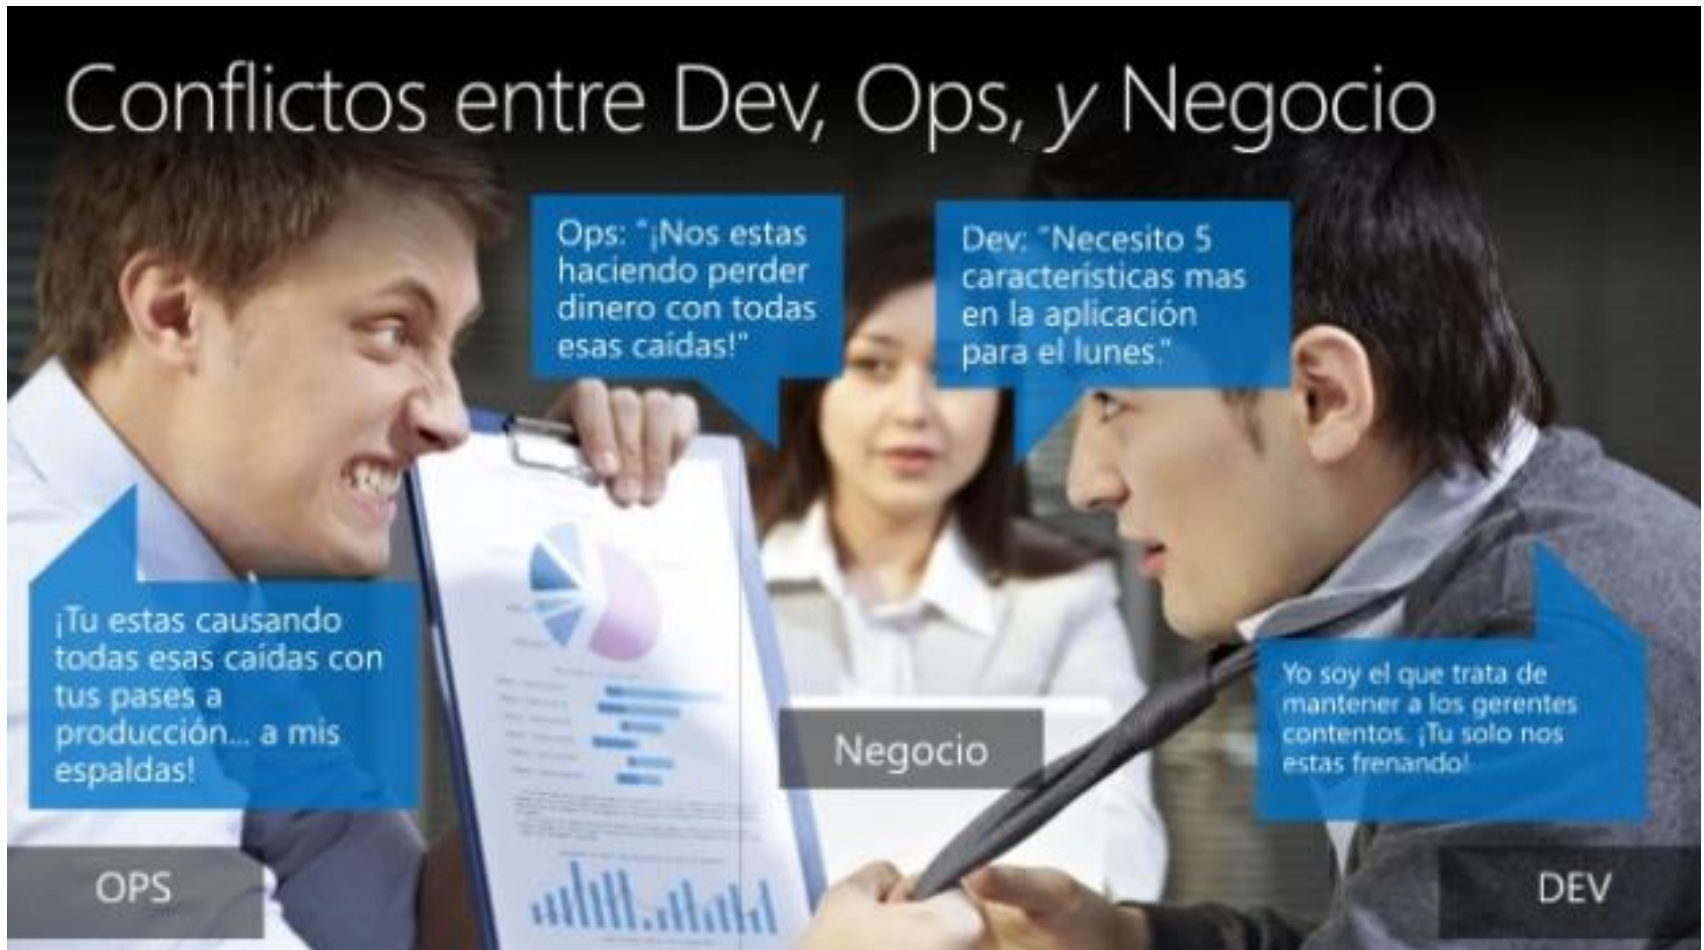 Conflictos entre Dev, Ops, y Negocio
Ops: "¡Nos estas
haciendo perder
dinero con todas
esas caídas!"
Dev: "Necesito 5
características mas
en la aplicación
para el lunes."
¡Tu estas causando
todas esas caídas con
tus pases a
producción... a mis
espaldas!
Yo soy el que trata de
mantener a los gerentes
contentos. ¡Tu solo nos
estas frenando!
Negocio
OPS
DEV